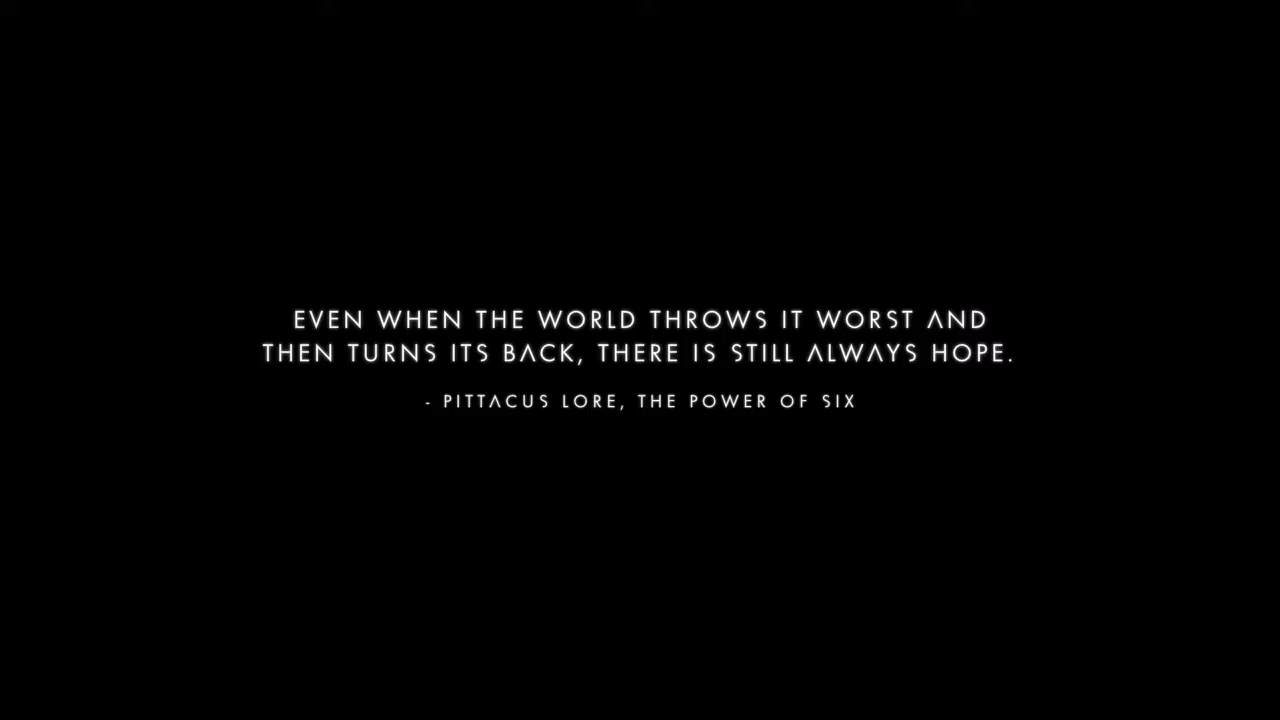 EVEN WHEN THE WORLD THROWS IT WORST AND
THEN TURNS ITS BACK, THERE IS STILL ALWAYS HOPE.
- PITTACUS LORE, THE POWER OF SIX